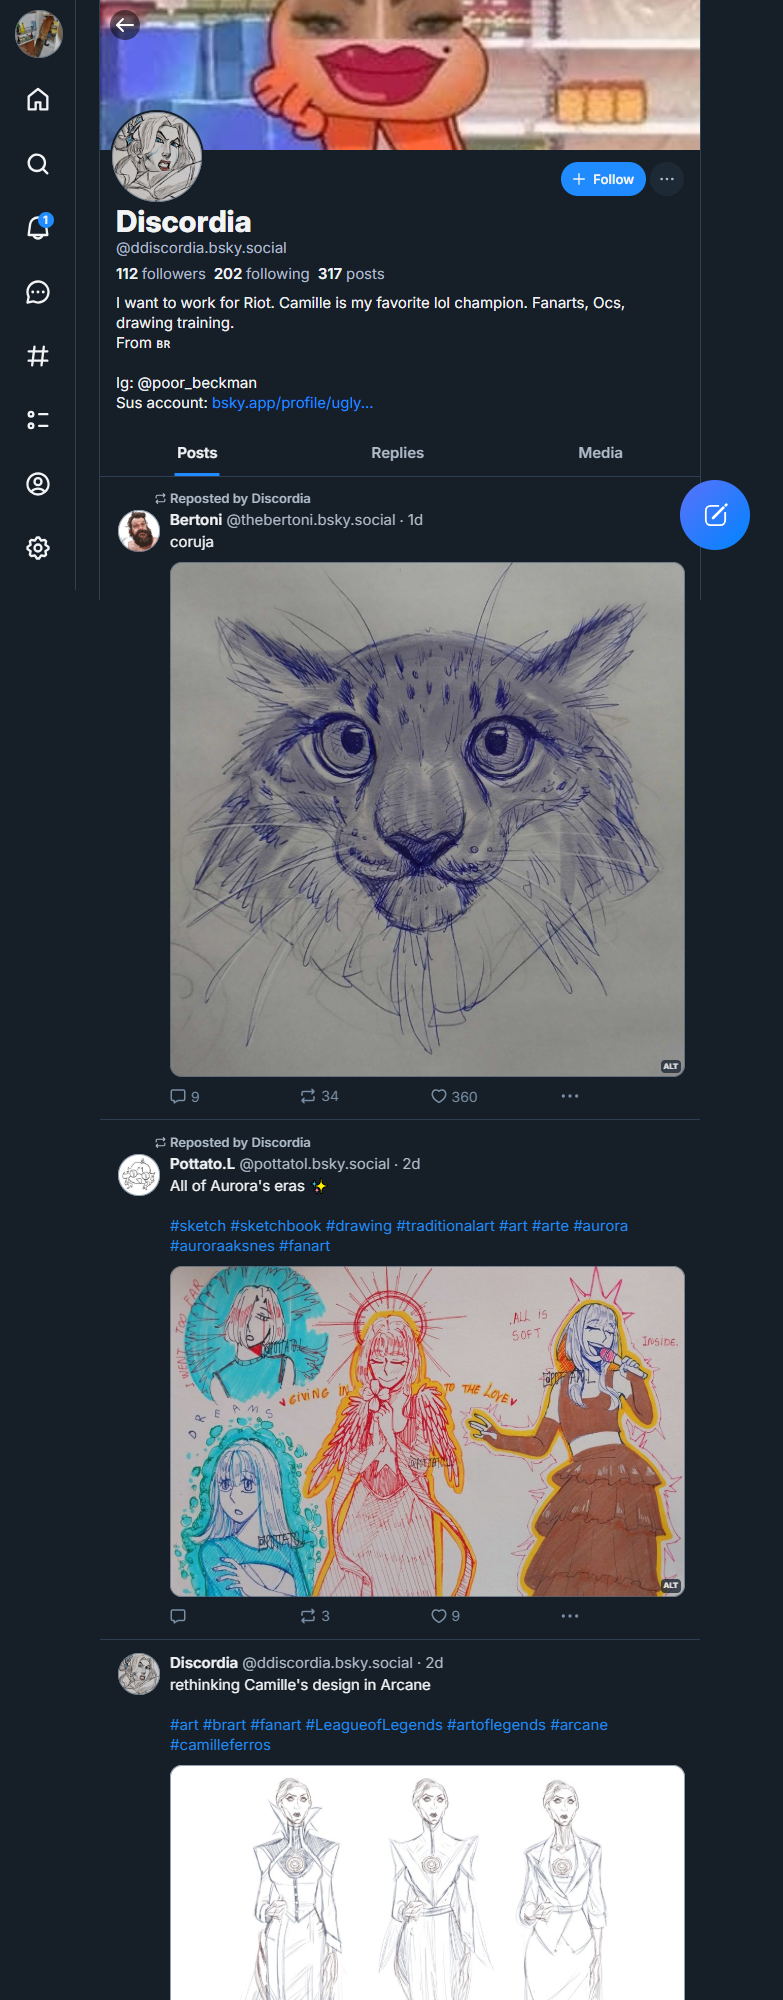 1
Follow
Discordia
@ddiscordia.bsky.social
112 followers 202 following 317 posts
I want to work for Riot. Camille is my favorite lol champion. Fanarts, Ocs,
drawing training.
From BR
Ig: @poor_beckman
Sus account: bsky.app/profile/ugly...
Posts Replies Media
Reposted by Discordia
Bertoni @thebertoni.bsky.social · 1d
coruja
ALT
9 34 360
Reposted by Discordia
Pottato.L @pottatol.bsky.social · 2d
All of Aurora's eras ✨
#sketch #sketchbook #drawing #traditionalart #art #arte #aurora
#auroraaksnes #fanart
I WENT TOO FAR
ALL IS
SOFT
INSIDE.
♥GIVING IN
TO THE LOVE♥
DREAMS
@POTTATO.L
ALT
3 9
Discordia @ddiscordia.bsky.social · 2d
rethinking Camille's design in Arcane
#art #brart #fanart #LeagueofLegends #artoflegends #arcane
#camilleferros